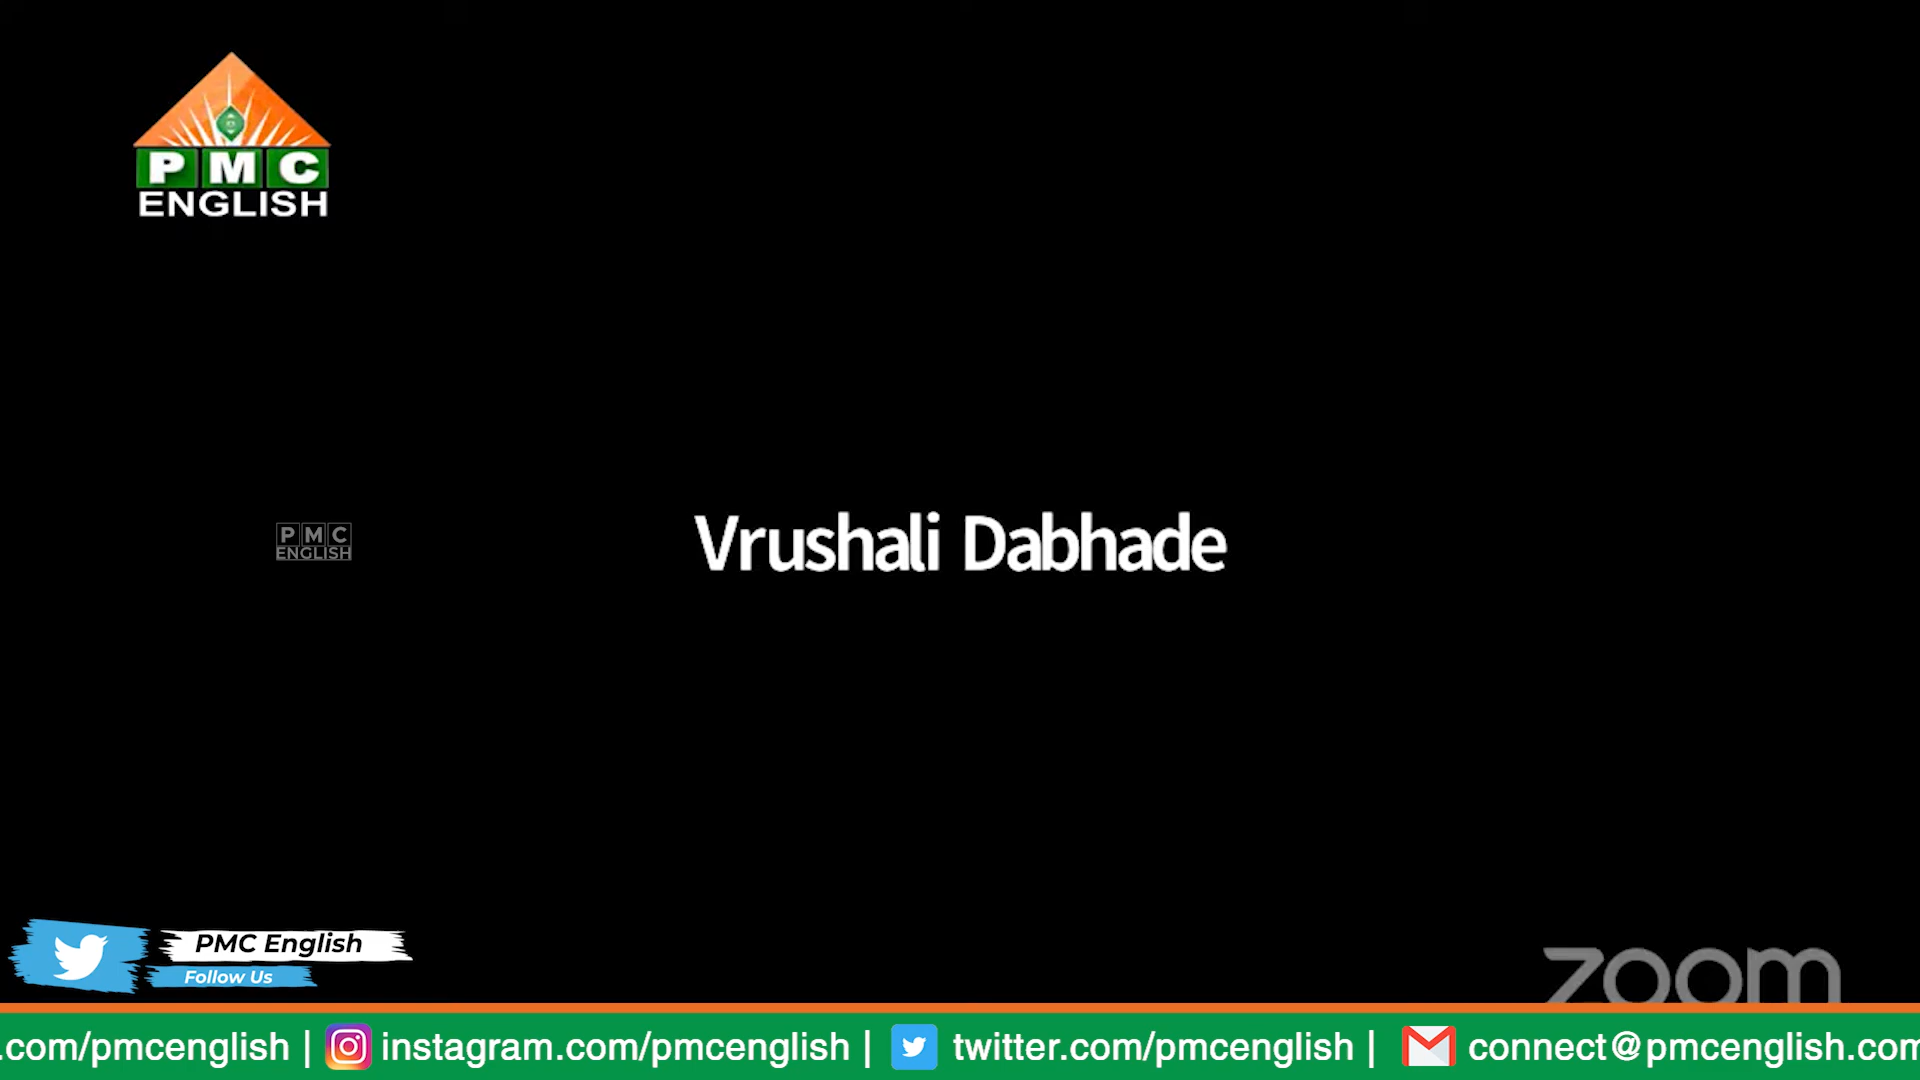 PMC
ENGLISH
PMC
ENGLISH
Vrushali Dabhade
PMC English
Follow Us
zoom
.com/pmcenglish | instagram.com/pmcenglish | twitter.com/pmcenglish | connect@pmcenglish.com